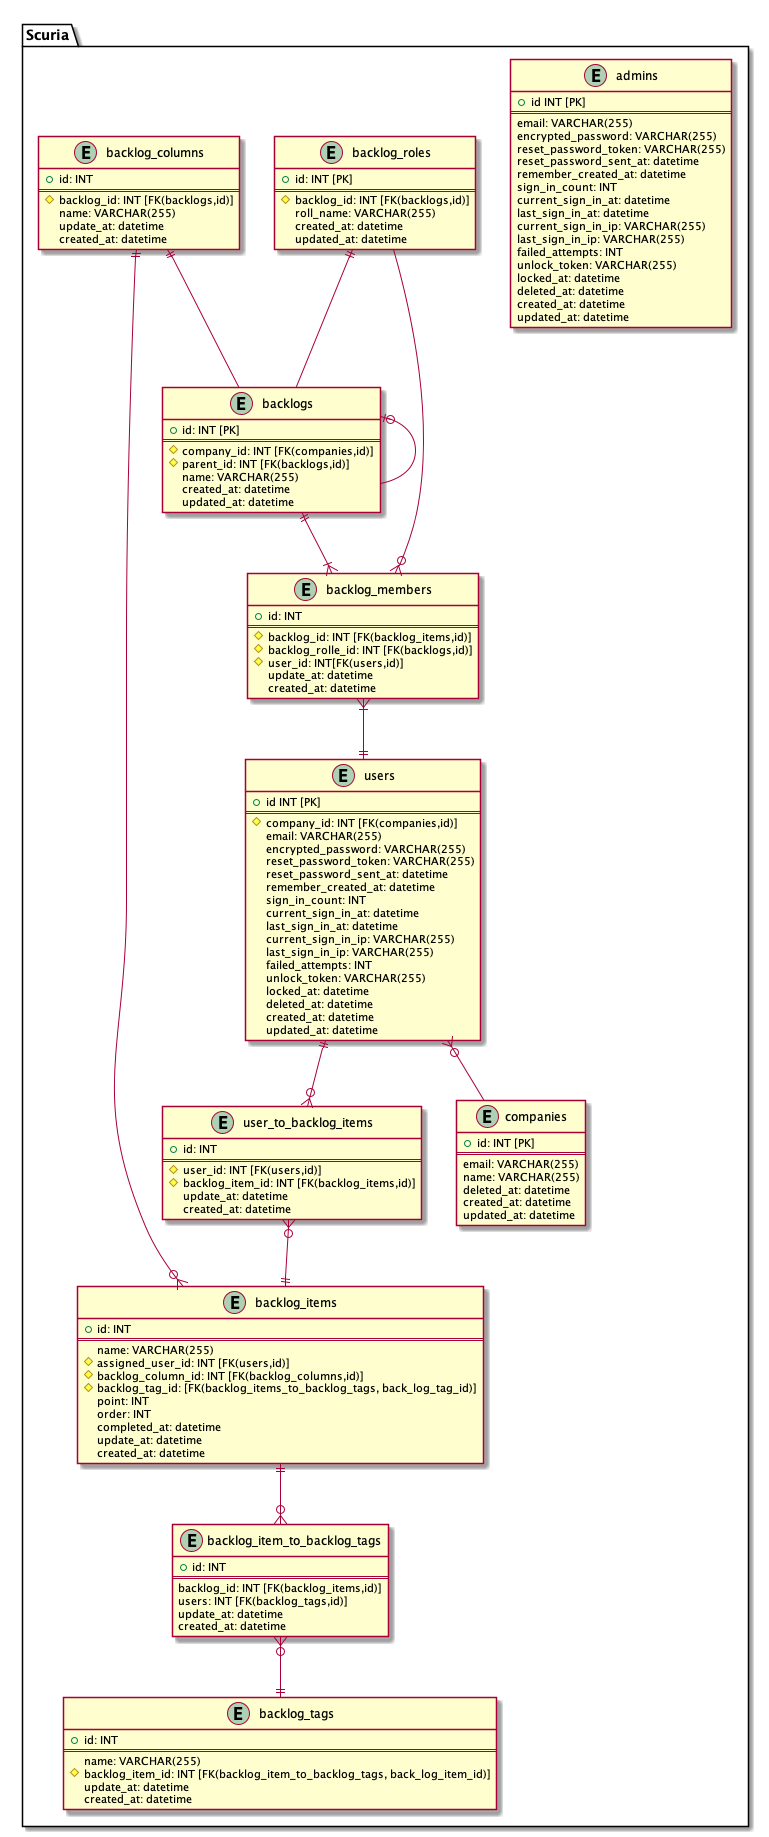 Scuria
E admins
id INT [PK]
email: VARCHAR(255)
encrypted_password: VARCHAR(255)
reset_password_token: VARCHAR(255)
reset_password_sent_at: datetime
remember_created_at: datetime
sign_in_count: INT
current_sign_in_at: datetime
last_sign_in_at: datetime
current_sign_in_ip: VARCHAR(255)
last_sign_in_ip: VARCHAR(255)
failed_attempts: INT
unlock_token: VARCHAR(255)
locked_at: datetime
deleted_at: datetime
created_at: datetime
updated_at: datetime
E backlog_columns
id: INT
backlog_id: INT [FK(backlogs,id)]
name: VARCHAR(255)
update_at: datetime
created_at: datetime
E backlog_roles
id: INT [PK]
backlog_id: INT [FK(backlogs,id)]
roll_name: VARCHAR(255)
created_at: datetime
updated_at: datetime
E backlogs
id: INT [PK]
company_id: INT [FK(companies,id)]
parent_id: INT [FK(backlogs,id)]
name: VARCHAR(255)
created_at: datetime
updated_at: datetime
E backlog_members
id: INT
backlog_id: INT [FK(backlog_items,id)]
backlog_rolle_id: INT [FK(backlogs,id)]
user_id: INT[FK(users,id)]
update_at: datetime
created_at: datetime
E users
id INT [PK]
company_id: INT [FK(companies,id)]
email: VARCHAR(255)
encrypted_password: VARCHAR(255)
reset_password_token: VARCHAR(255)
reset_password_sent_at: datetime
remember_created_at: datetime
sign_in_count: INT
current_sign_in_at: datetime
last_sign_in_at: datetime
current_sign_in_ip: VARCHAR(255)
last_sign_in_ip: VARCHAR(255)
failed_attempts: INT
unlock_token: VARCHAR(255)
locked_at: datetime
deleted_at: datetime
created_at: datetime
updated_at: datetime
E user_to_backlog_items
id: INT
user_id: INT [FK(users,id)]
backlog_item_id: INT [FK(backlog_items,id)]
update_at: datetime
created_at: datetime
E companies
id: INT [PK]
email: VARCHAR(255)
name: VARCHAR(255)
deleted_at: datetime
created_at: datetime
updated_at: datetime
E backlog_items
id: INT
name: VARCHAR(255)
assigned_user_id: INT [FK(users,id)]
backlog_column_id: INT [FK(backlog_columns,id)]
backlog_tag_id: [FK(backlog_items_to_backlog_tags, back_log_tag_id)]
point: INT
order: INT
completed_at: datetime
update_at: datetime
created_at: datetime
E backlog_item_to_backlog_tags
id: INT
backlog_id: INT [FK(backlog_items,id)]
users: INT [FK(backlog_tags,id)]
update_at: datetime
created_at: datetime
E backlog_tags
id: INT
name: VARCHAR(255)
backlog_item_id: INT [FK(backlog_item_to_backlog_tags, back_log_item_id)]
update_at: datetime
created_at: datetime